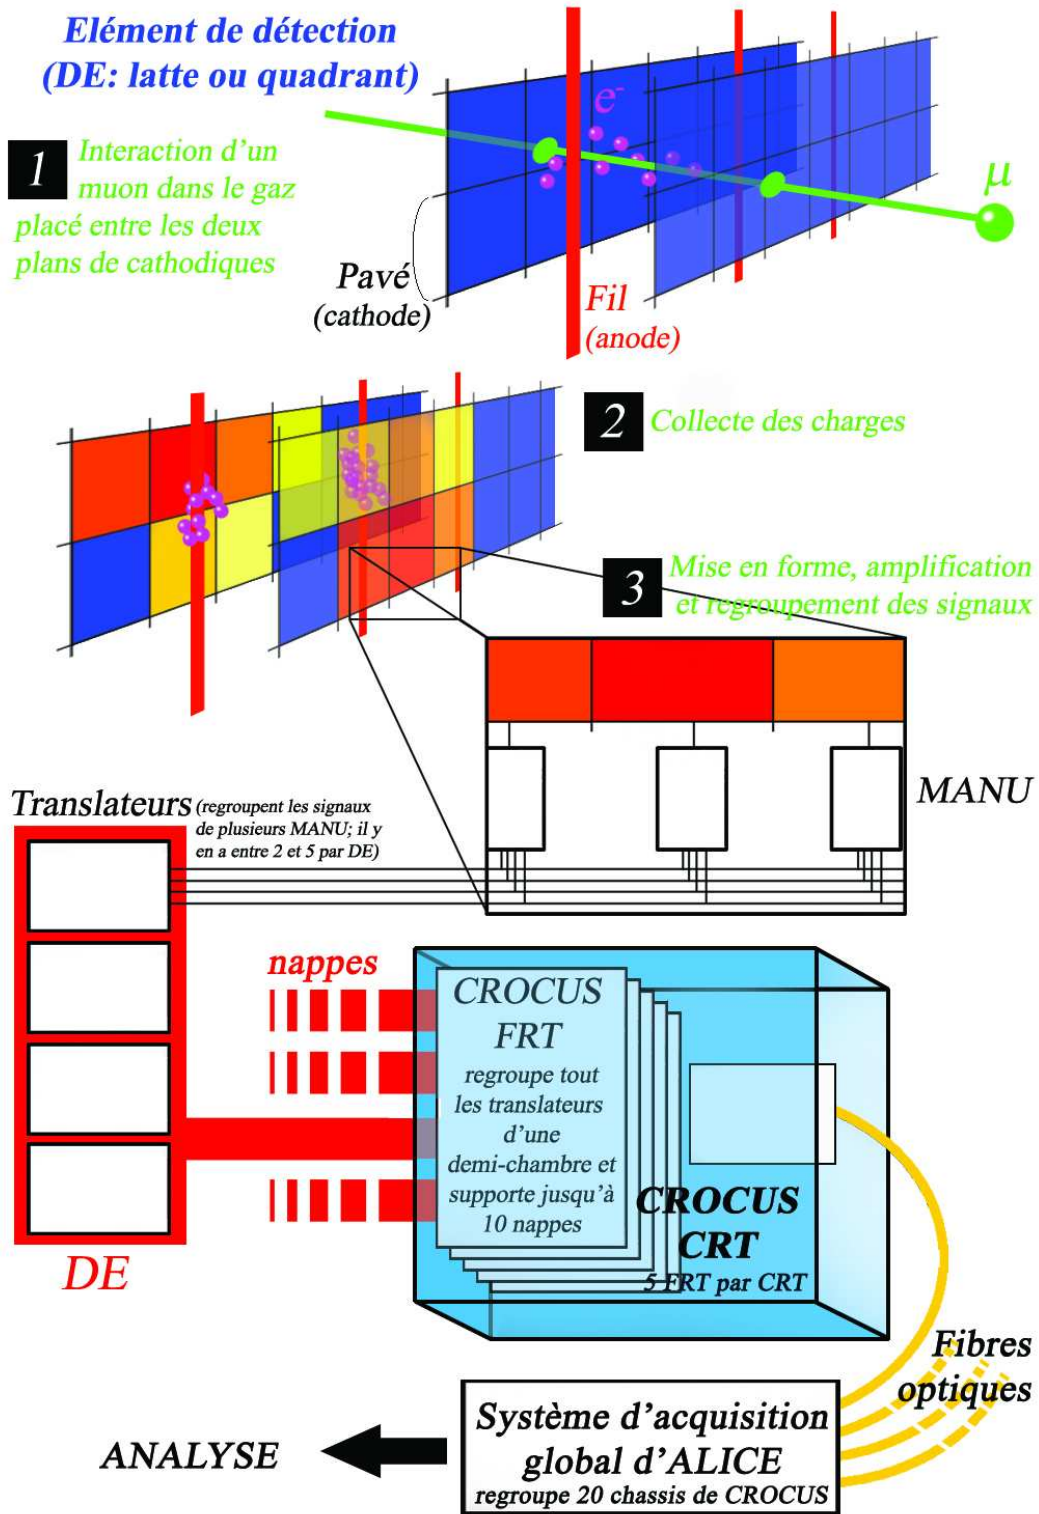 Elément de détection
(DE: latte ou quadrant)
e-
1
Interaction d'un
muon dans le gaz
placé entre les deux
plans de cathodiques
μ
Pavé
(cathode)
Fil
(anode)
2
Collecte des charges
3
Mise en forme, amplification
et regroupement des signaux
MANU
Translateurs (regroupent les signaux
de plusieurs MANU; il y
en a entre 2 et 5 par DE)
nappes
CROCUS
FRT
regroupe tout
les translateurs
d'une
demi-chambre et
supporte jusqu'à
10 nappes
CROCUS
CRT
5 FRT par CRT
DE
Fibres
optiques
Système d'acquisition
global d'ALICE
regroupe 20 chassis de CROCUS
ANALYSE